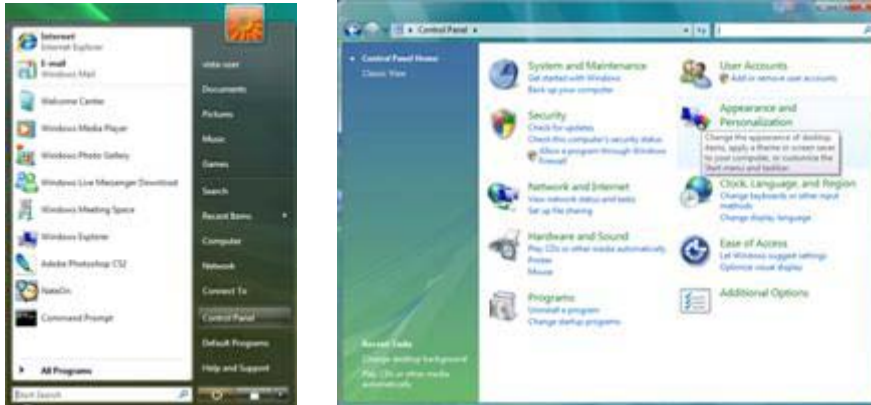 Internet
Internet Explorer
E-mail
Windows Mail
Welcome Center
Windows Media Player
Windows Photo Gallery
Windows Live Messenger Download
Windows Meeting Space
Windows Explorer
Adobe Photoshop CS2
NateOn
Command Prompt
All Programs
Start Search
vista user
Documents
Pictures
Music
Games
Search
Recent Items
Computer
Network
Connect To
Control Panel
Default Programs
Help and Support
Control Panel
Control Panel Home
Classic View
Recent Tasks
Change desktop background
Play CDs or other media
automatically
System and Maintenance
Get started with Windows
Back up your computer
Security
Check for updates
Check this computer's security status
Allow a program through Windows
Firewall
Network and Internet
View network status and tasks
Set up file sharing
Hardware and Sound
Play CDs or other media automatically
Printer
Mouse
Programs
Uninstall a program
Change startup programs
User Accounts
Add or remove user accounts
Appearance and
Personalization
Change the appearance of desktop
items, apply a theme or screen saver
to your computer, or customize the
Start menu and taskbar.
Clock, Language, and Region
Change keyboards or other input
methods
Change display language
Ease of Access
Let Windows suggest settings
Optimize visual display
Additional Options